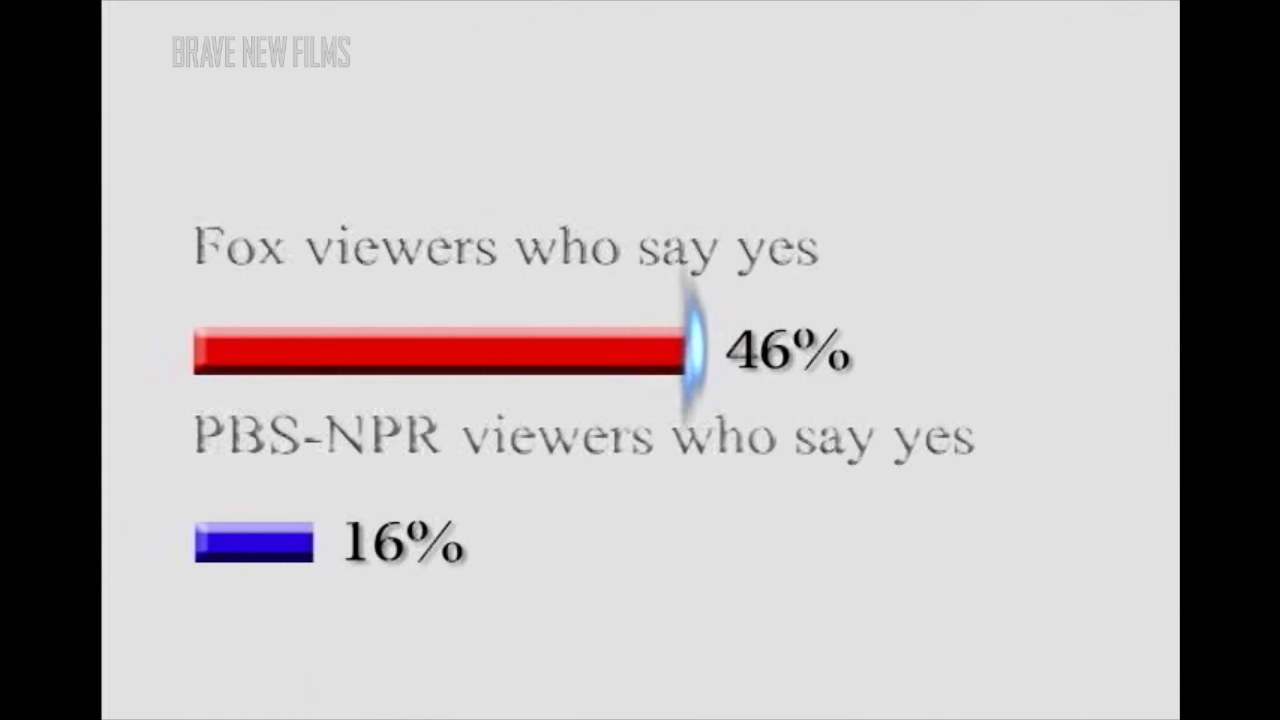 BRAVE NEW FILMS
Fox viewers who say yes
46%
PBS-NPR viewers who say yes
16%